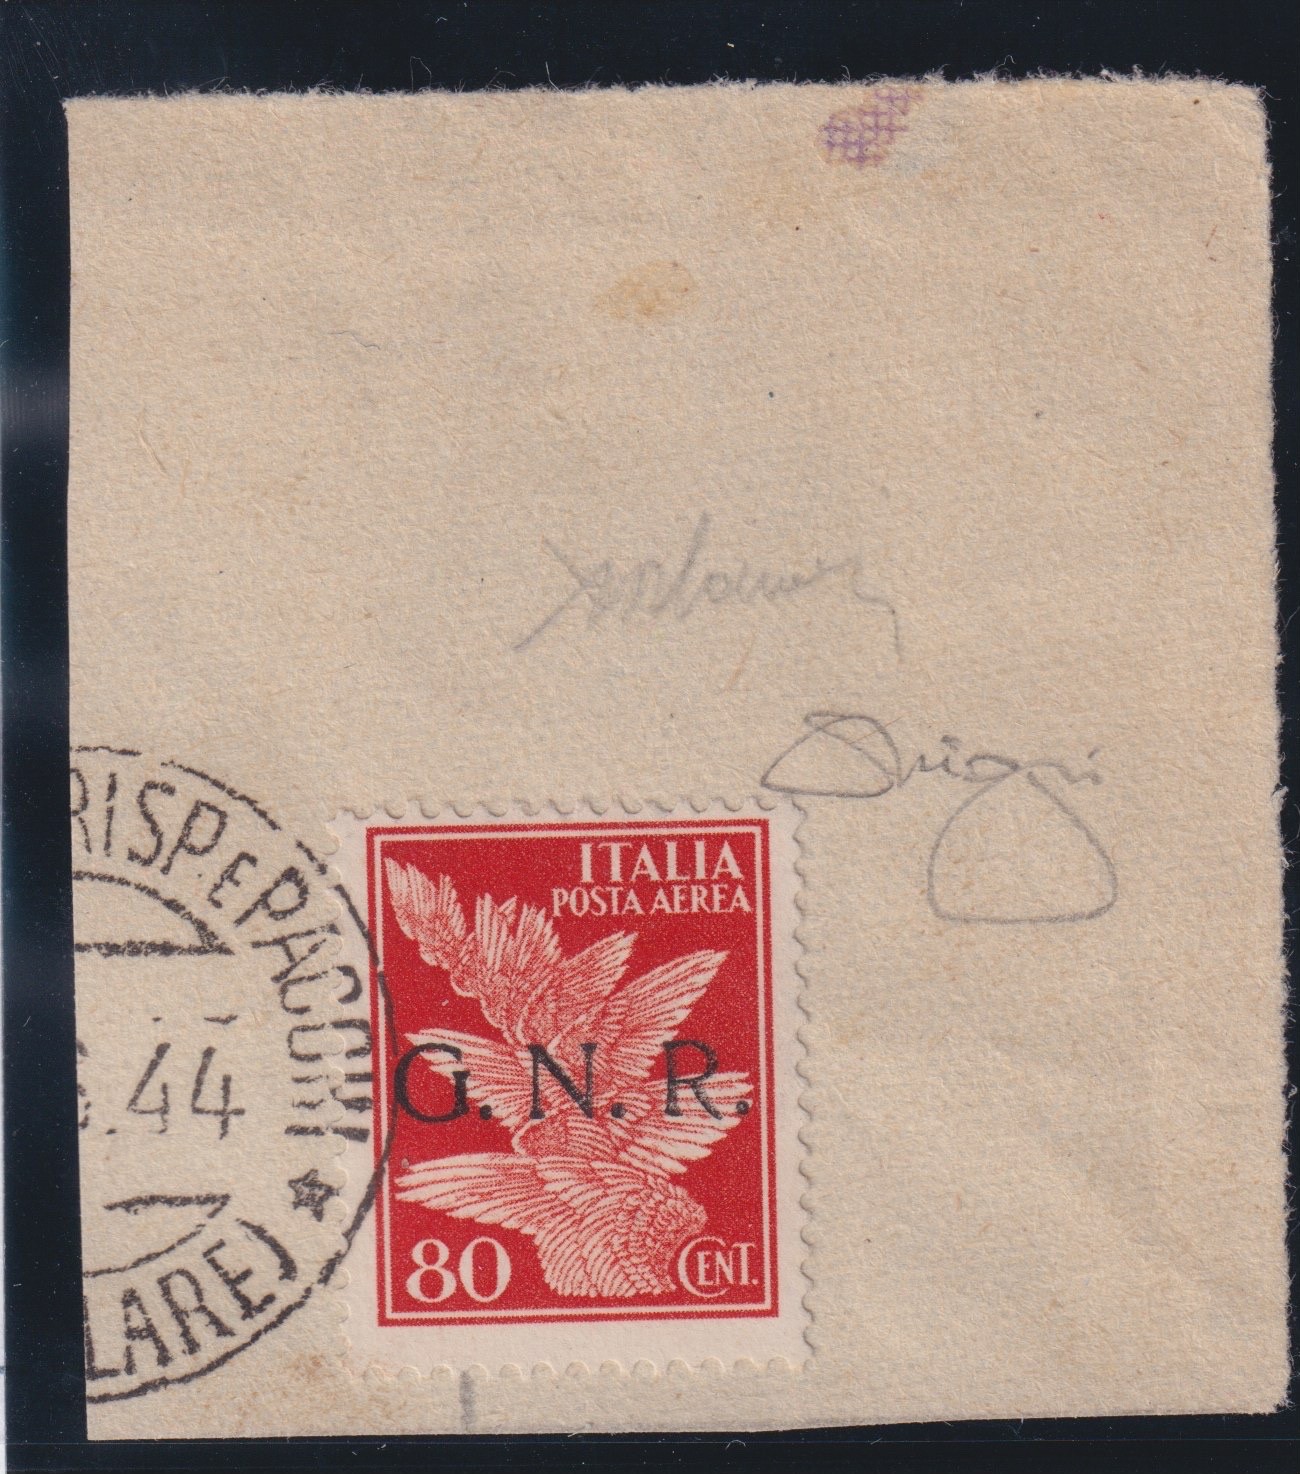 RISP. E PACCHI
.44
LARE)
ITALIA
POSTA AEREA
G. N. R.
80 CENT.